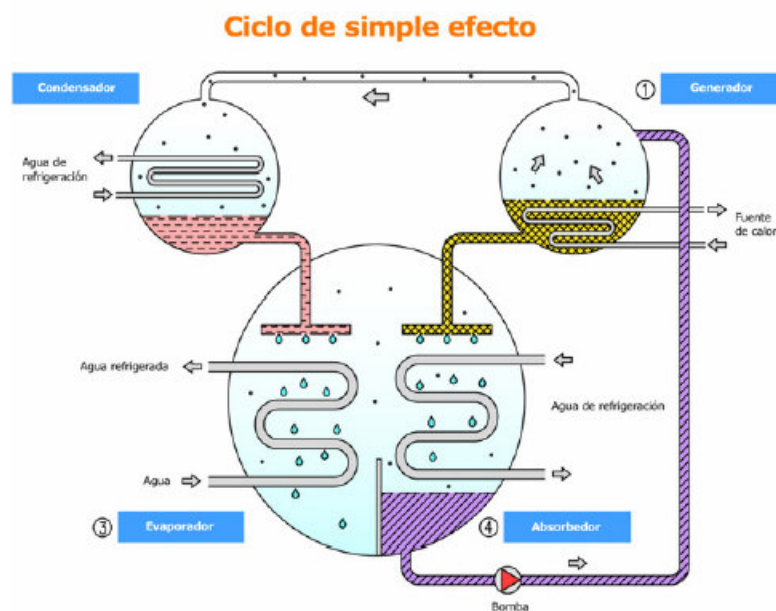 Ciclo de simple efecto
Condensador
① Generador
Agua de
refrigeración
Fuente
de calor
Agua refrigerada
Agua de refrigeración
Agua
③ Evaporador
④ Absorbedor
Bomba